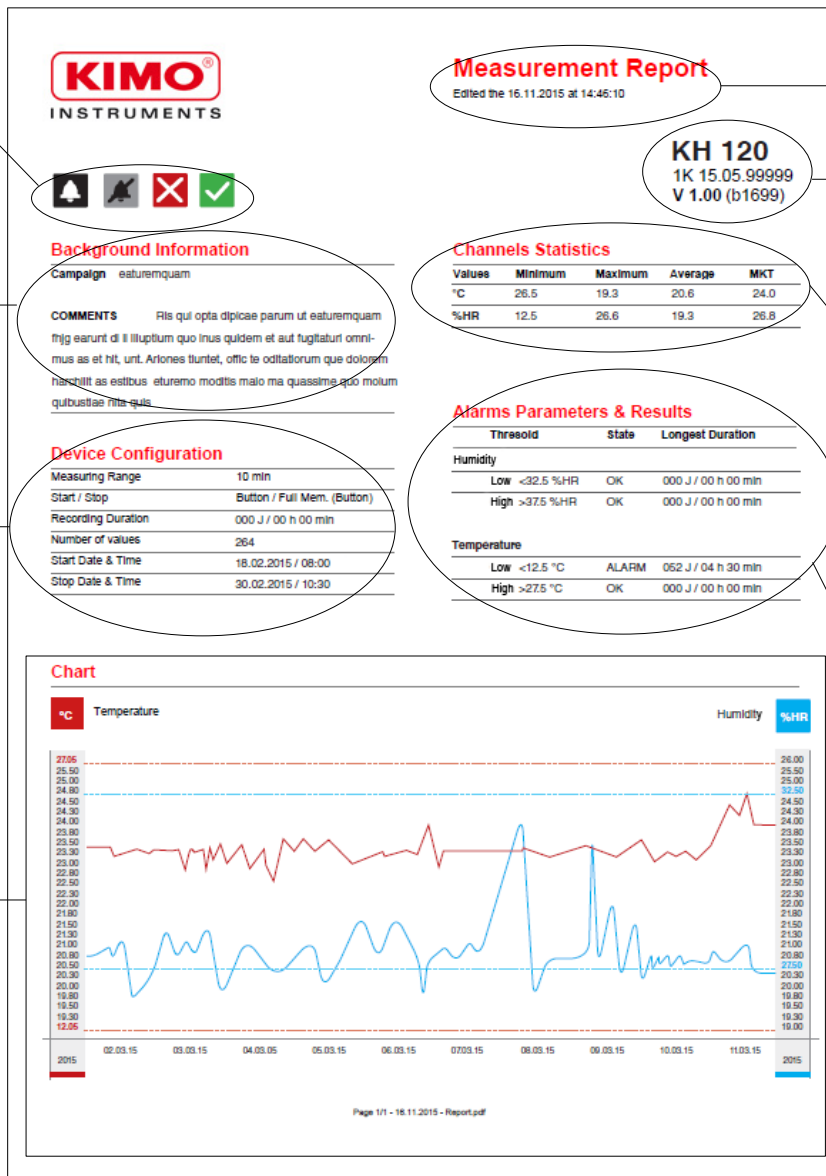 KIMO®
INSTRUMENTS
Measurement Report
Edited the 16.11.2015 at 14:46:10
KH 120
1K 15.05.99999
V 1.00 (b1699)
Background Information
Campaign eaturemquam
COMMENTS Ris qui opta dipicae parum ut eaturemquam
fhjg earunt di il illuptium quo inus quidem et aut fugitaturi omni-
mus as et hit, unt. Ariones tiuntet, offic te oditatiorum que dolorem
harchilit as estibus eturemo moditis maio ma quassime quo molum
quibustiae nita quis
Channels Statistics
Values Minimum Maximum Average MKT
°C 26.5 19.3 20.6 24.0
%HR 12.5 26.6 19.3 26.8
Device Configuration
Measuring Range 10 min
Start / Stop Button / Full Mem. (Button)
Recording Duration 000 J / 00 h 00 min
Number of values 264
Start Date & Time 18.02.2015 / 08:00
Stop Date & Time 30.02.2015 / 10:30
Alarms Parameters & Results
Thresold State Longest Duration
Humidity
Low <32.5 %HR OK 000 J / 00 h 00 min
High >37.5 %HR OK 000 J / 00 h 00 min
Temperature
Low <12.5 °C ALARM 052 J / 04 h 30 min
High >27.5 °C OK 000 J / 00 h 00 min
Chart
°C Temperature Humidity %HR
27.05 26.00
25.50 25.50
25.00 25.00
24.80 32.50
24.50 24.50
24.30 24.30
24.00 24.00
23.80 23.80
23.50 23.50
23.30 23.30
23.00 23.00
22.80 22.80
22.50 22.50
22.30 22.30
22.00 22.00
21.80 21.80
21.50 21.50
21.30 21.30
21.00 21.00
20.80 20.80
20.50 27.50
20.30 20.30
20.00 20.00
19.80 19.80
19.50 19.50
19.30 19.30
12.05 19.00
2015 02.03.15 03.03.15 04.03.05 05.03.15 06.03.15 07.03.15 08.03.15 09.03.15 10.03.15 11.03.15 2015
Page 1/1 - 16.11.2015 - Report.pdf